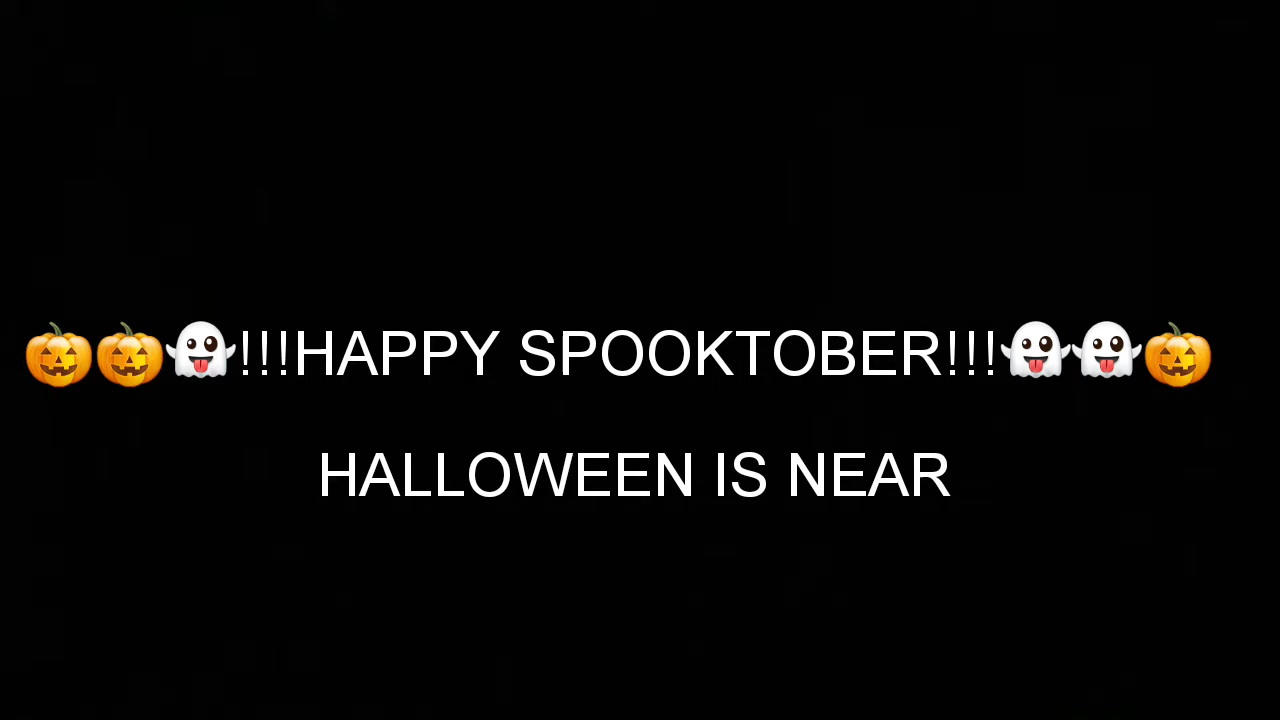 🎃🎃👻!!!HAPPY SPOOKTOBER!!!👻👻🎃
HALLOWEEN IS NEAR